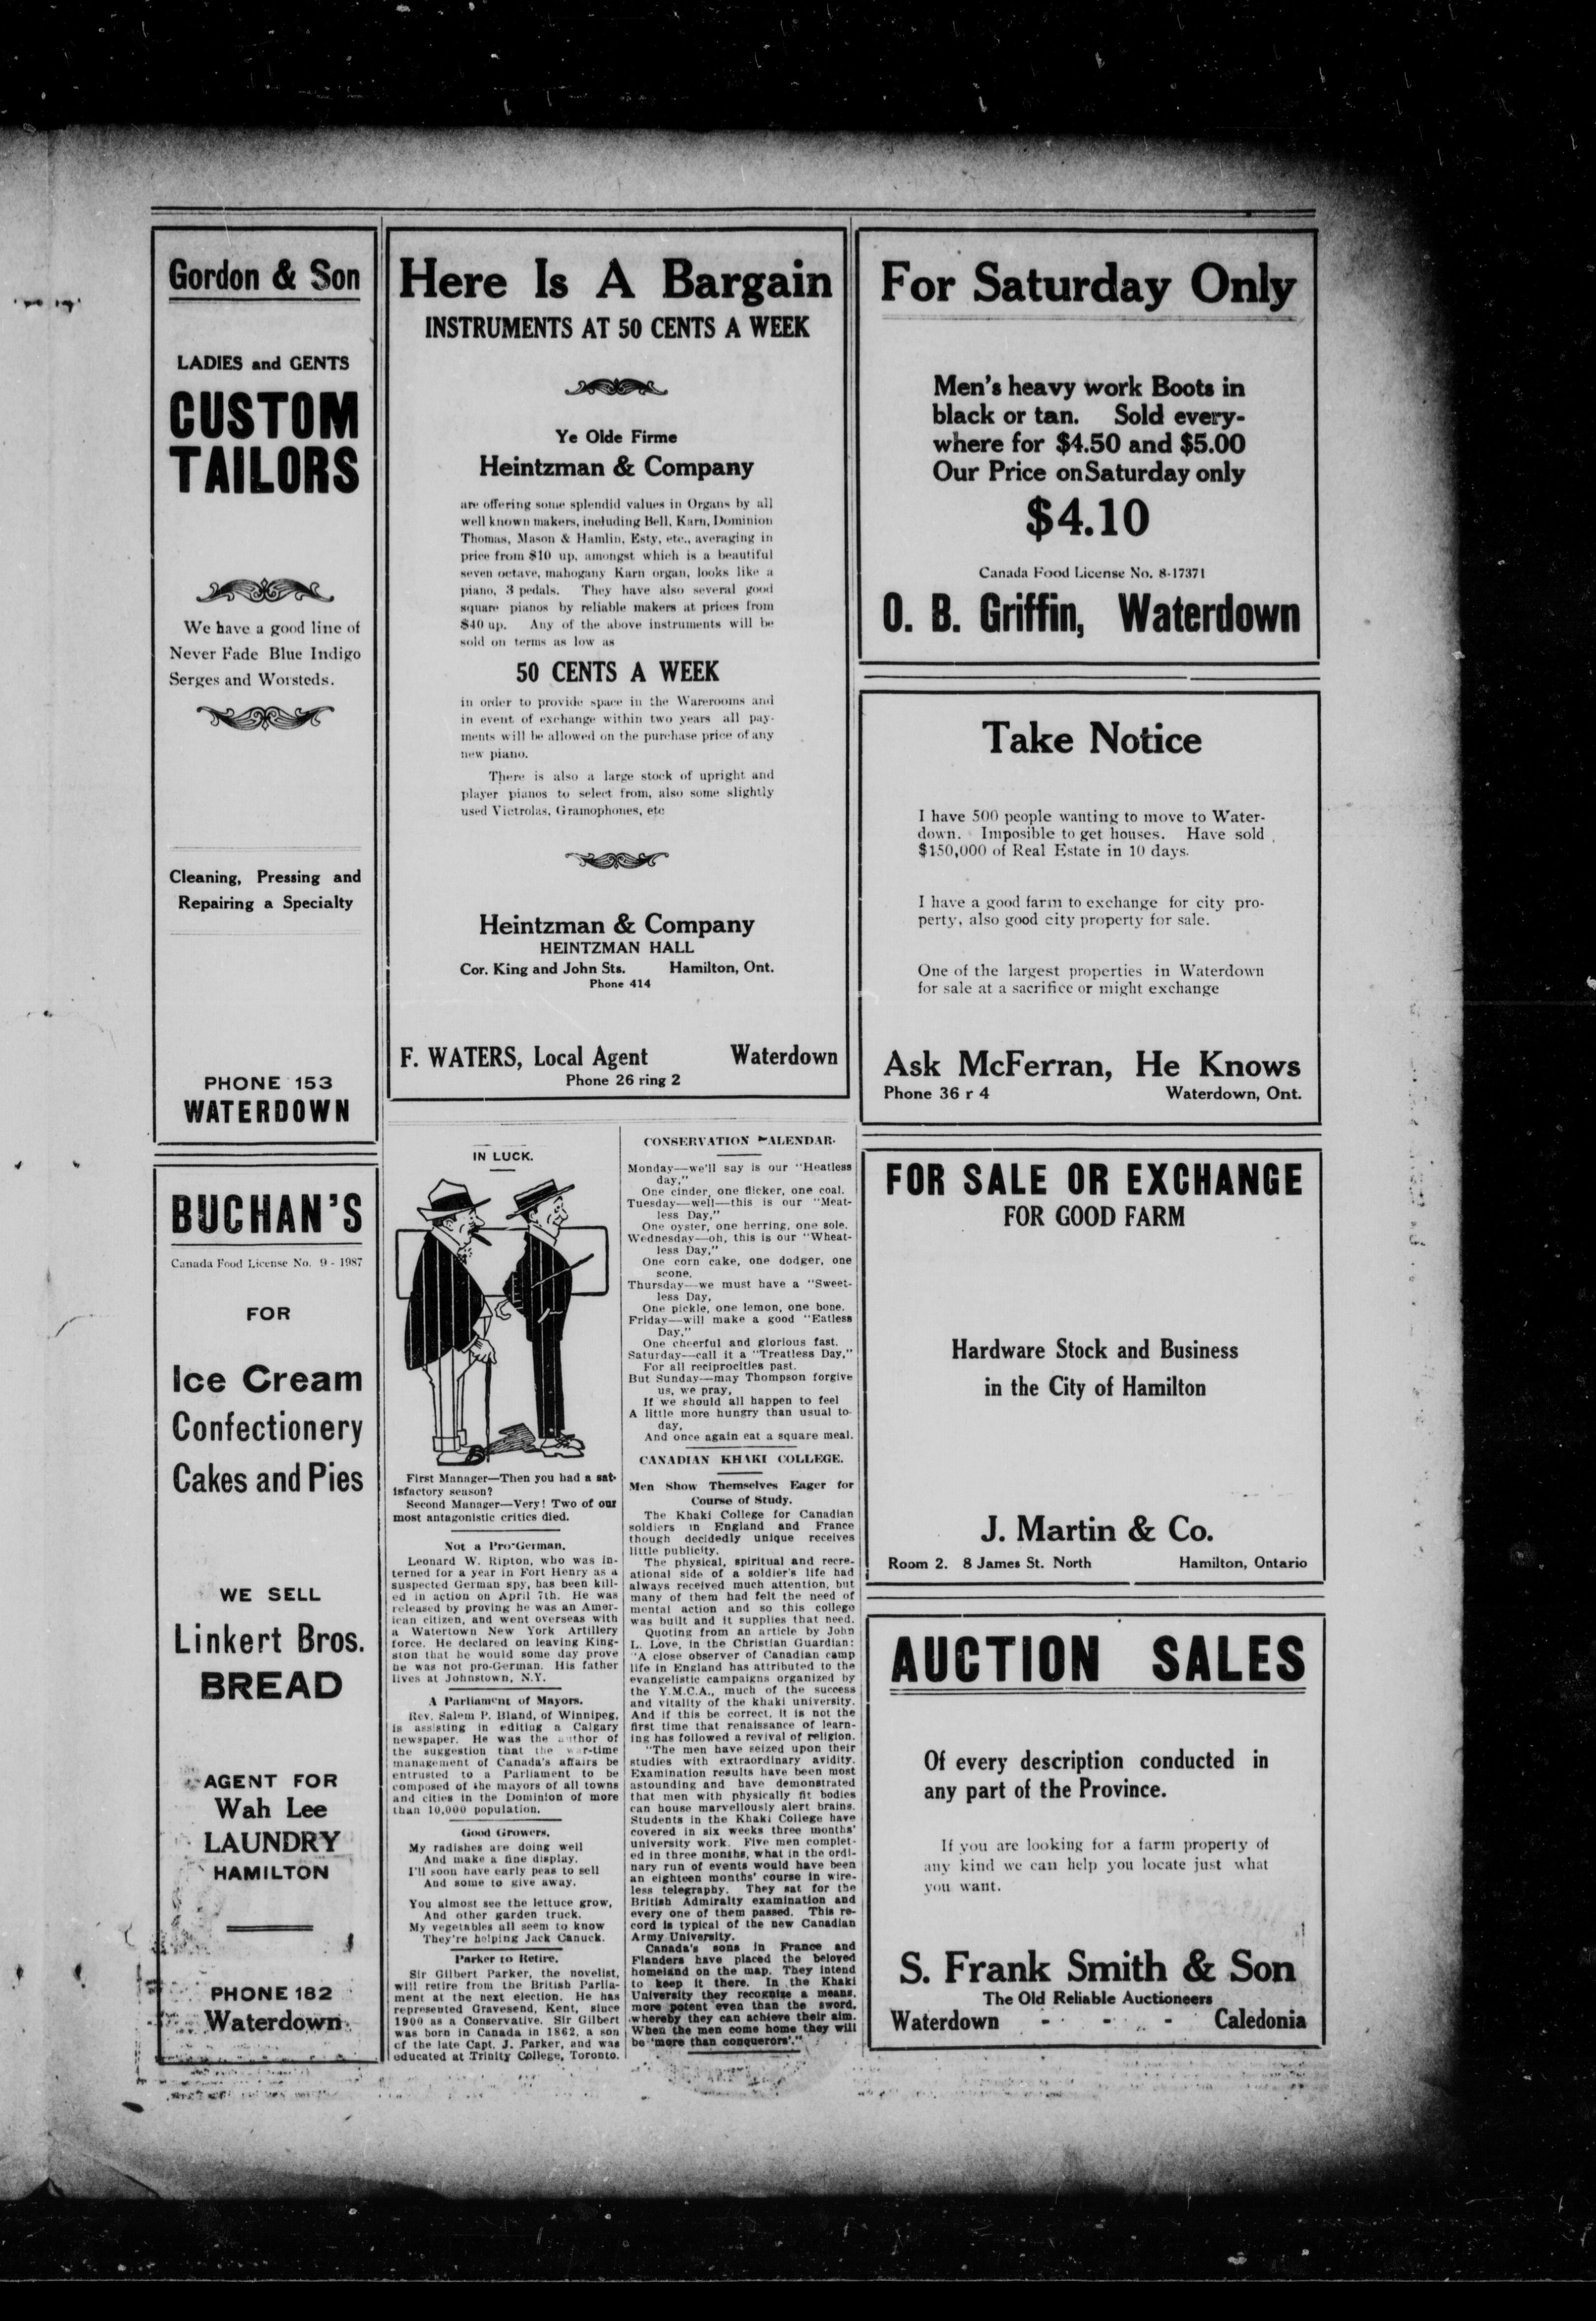 Gordon & Son
LADIES and GENTS
CUSTOM
TAILORS
We have a good line of
Never Fade Blue Indigo
Serges and Worsteds.
Cleaning, Pressing and
Repairing a Specialty
PHONE 153
WATERDOWN
BUCHAN'S
Canada Food License No. 9 - 1987
FOR
Ice Cream
Confectionery
Cakes and Pies
WE SELL
Linkert Bros.
BREAD
AGENT FOR
Wah Lee
LAUNDRY
HAMILTON
PHONE 182
Waterdown
Here Is A Bargain
INSTRUMENTS AT 50 CENTS A WEEK
Ye Olde Firme
Heintzman & Company
are offering some splendid values in Organs by all
well known makers, including Bell, Karn, Dominion
Thomas, Mason & Hamlin, Esty, etc., averaging in
price from $10 up, amongst which is a beautiful
seven octave, mahogany Karn organ, looks like a
piano, 3 pedals. They have also several good
square pianos by reliable makers at prices from
$40 up. Any of the above instruments will be
sold on terms as low as
50 CENTS A WEEK
in order to provide space in the Warerooms and
in event of exchange within two years all pay-
ments will be allowed on the purchase price of any
new piano.
There is also a large stock of upright and
player pianos to select from, also some slightly
used Victrolas, Gramophones, etc
Heintzman & Company
HEINTZMAN HALL
Cor. King and John Sts. Hamilton, Ont.
Phone 414
F. WATERS, Local Agent Waterdown
Phone 26 ring 2
IN LUCK.
First Manager—Then you had a sat-
isfactory season?
Second Manager—Very! Two of our
most antagonistic critics died.
Not a Pro-German.
Leonard W. Ripton, who was in-
terned for a year in Fort Henry as a
suspected German spy, has been kill-
ed in action on April 7th. He was
released by proving he was an Amer-
ican citizen, and went overseas with
a Watertown New York Artillery
force. He declared on leaving King-
ston that he would some day prove
he was not pro-German. His father
lives at Johnstown, N.Y.
A Parliament of Mayors.
Rev. Salem P. Bland, of Winnipeg,
is assisting in editing a Calgary
newspaper. He was the author of
the suggestion that the war-time
management of Canada's affairs be
entrusted to a Parliament to be
composed of the mayors of all towns
and cities in the Dominion of more
than 10,000 population.
Good Growers.
My radishes are doing well
And make a fine display.
I'll soon have early peas to sell
And some to give away.
You almost see the lettuce grow,
And other garden truck.
My vegetables all seem to know
They're helping Jack Canuck.
Parker to Retire.
Sir Gilbert Parker, the novelist,
will retire from the British Parlia-
ment at the next election. He has
represented Gravesend, Kent, since
1900 as a Conservative. Sir Gilbert
was born in Canada in 1862, a son
of the late Capt. J. Parker, and was
educated at Trinity College, Toronto.
CONSERVATION ALENDAR.
Monday—we'll say is our "Heatless
day,"
One cinder, one flicker, one coal.
Tuesday—well—this is our "Meat-
less Day,"
One oyster, one herring, one sole.
Wednesday—oh, this is our "Wheat-
less Day,"
One corn cake, one dodger, one
scone.
Thursday—we must have a "Sweet-
less Day,
One pickle, one lemon, one bone.
Friday—will make a good "Eatless
Day,"
One cheerful and glorious fast.
Saturday—call it a "Treatless Day,"
For all reciprocities past.
But Sunday—may Thompson forgive
us, we pray,
If we should all happen to feel
A little more hungry than usual to-
day,
And once again eat a square meal.
CANADIAN KHAKI COLLEGE.
Men Show Themselves Eager for
Course of Study.
The Khaki College for Canadian
soldiers in England and France
though decidedly unique receives
little publicity.
The physical, spiritual and recre-
ational side of a soldier's life had
always received much attention, but
many of them had felt the need of
mental action and so this college
was built and it supplies that need.
Quoting from an article by John
L. Love, in the Christian Guardian:
"A close observer of Canadian camp
life in England has attributed to the
evangelistic campaigns organized by
the Y.M.C.A., much of the success
and vitality of the khaki university.
And if this be correct, it is not the
first time that renaissance of learn-
ing has followed a revival of religion.
"The men have seized upon their
studies with extraordinary avidity.
Examination results have been most
astounding and have demonstrated
that men with physically fit bodies
can house marvellously alert brains.
Students in the Khaki College have
covered in six weeks three months'
university work. Five men complet-
ed in three months, what in the ordi-
nary run of events would have been
an eighteen months' course in wire-
less telegraphy. They sat for the
British Admiralty examination and
every one of them passed. This re-
cord is typical of the new Canadian
Army University.
Canada's sons in France and
Flanders have placed the beloved
homeland on the map. They intend
to keep it there. In the Khaki
University they recognize a means,
more potent even than the sword,
whereby they can achieve their aim.
When the men come home they will
be 'more than conquerors'."
For Saturday Only
Men's heavy work Boots in
black or tan. Sold every-
where for $4.50 and $5.00
Our Price on Saturday only
$4.10
Canada Food License No. 8-17371
O. B. Griffin, Waterdown
Take Notice
I have 500 people wanting to move to Water-
down. Imposible to get houses. Have sold
$150,000 of Real Estate in 10 days.
I have a good farm to exchange for city pro-
perty, also good city property for sale.
One of the largest properties in Waterdown
for sale at a sacrifice or might exchange
Ask McFerran, He Knows
Phone 36 r 4 Waterdown, Ont.
FOR SALE OR EXCHANGE
FOR GOOD FARM
Hardware Stock and Business
in the City of Hamilton
J. Martin & Co.
Room 2. 8 James St. North Hamilton, Ontario
AUCTION SALES
Of every description conducted in
any part of the Province.
If you are looking for a farm property of
any kind we can help you locate just what
you want.
S. Frank Smith & Son
The Old Reliable Auctioneers
Waterdown - - - Caledonia